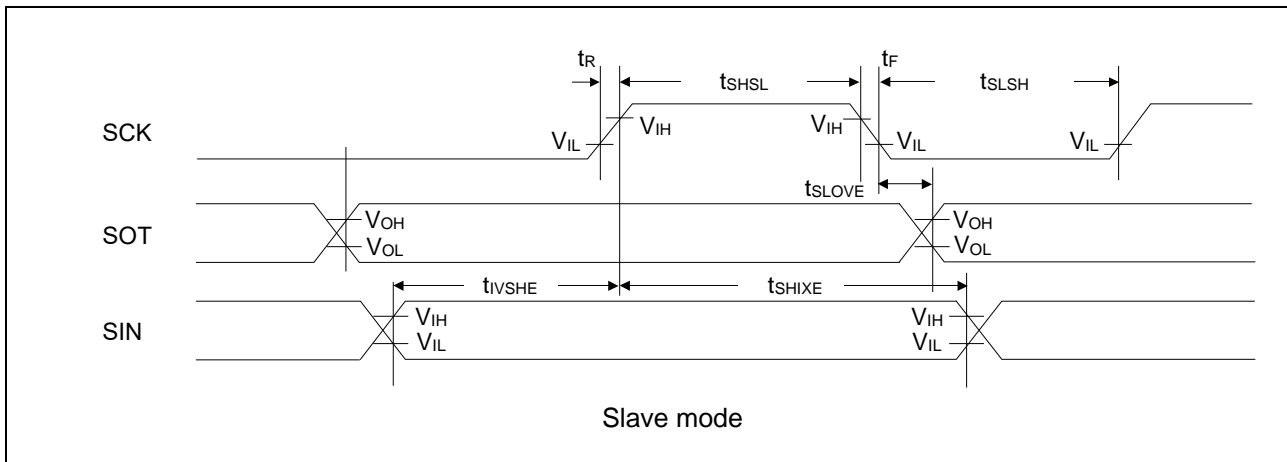 tR tF
tSHSL tSLSH
SCK VIH VIH
VIL VIL VIL
tSLOVE
SOT VOH VOH
VOL VOL
tIVSHE tSHIXE
SIN VIH VIH
VIL VIL
Slave mode